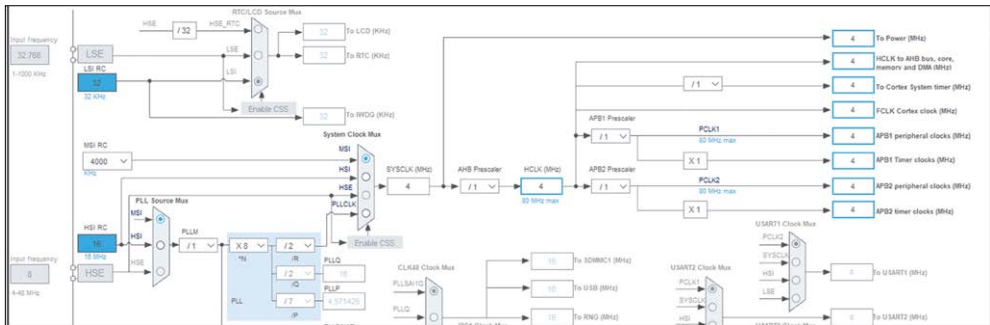 RTC/LCD Source Mux
HSE
/ 32
HSE_RTC
32
To LCD (KHz)
Input frequency
32.768
1-1000 KHz
LSE
LSE
32
To RTC (KHz)
LSI RC
32
32 KHz
LSI
Enable CSS
32
To IWDG (KHz)
4
To Power (MHz)
4
HCLK to AHB bus, core,
memory and DMA (MHz)
/ 1
4
To Cortex System timer (MHz)
4
FCLK Cortex clock (MHz)
System Clock Mux
MSI RC
4000
KHz
MSI
HSI
HSE
PLLCLK
Enable CSS
SYSCLK (MHz)
4
AHB Prescaler
/ 1
HCLK (MHz)
4
80 MHz max
APB1 Prescaler
/ 1
PCLK1
80 MHz max
4
APB1 peripheral clocks (MHz)
X 1
4
APB1 Timer clocks (MHz)
APB2 Prescaler
/ 1
PCLK2
80 MHz max
4
APB2 peripheral clocks (MHz)
X 1
4
APB2 timer clocks (MHz)
PLL Source Mux
MSI
HSI RC
16
16 MHz
HSI
HSE
Input frequency
8
4-48 MHz
HSE
PLLM
/ 1
X 8
*N
/ 2
/R
/ 2
/Q
PLLQ
16
/ 7
/P
PLLP
4.571429
PLL
CLK48 Clock Mux
PLLSAI1Q
PLLQ
16
To SDMMC1 (MHz)
16
To USB (MHz)
16
To RNG (MHz)
USART2 Clock Mux
PCLK1
SYSCLK
HSI
USART1 Clock Mux
PCLK2
SYSCLK
HSI
LSE
4
To USART1 (MHz)
4
To USART2 (MHz)